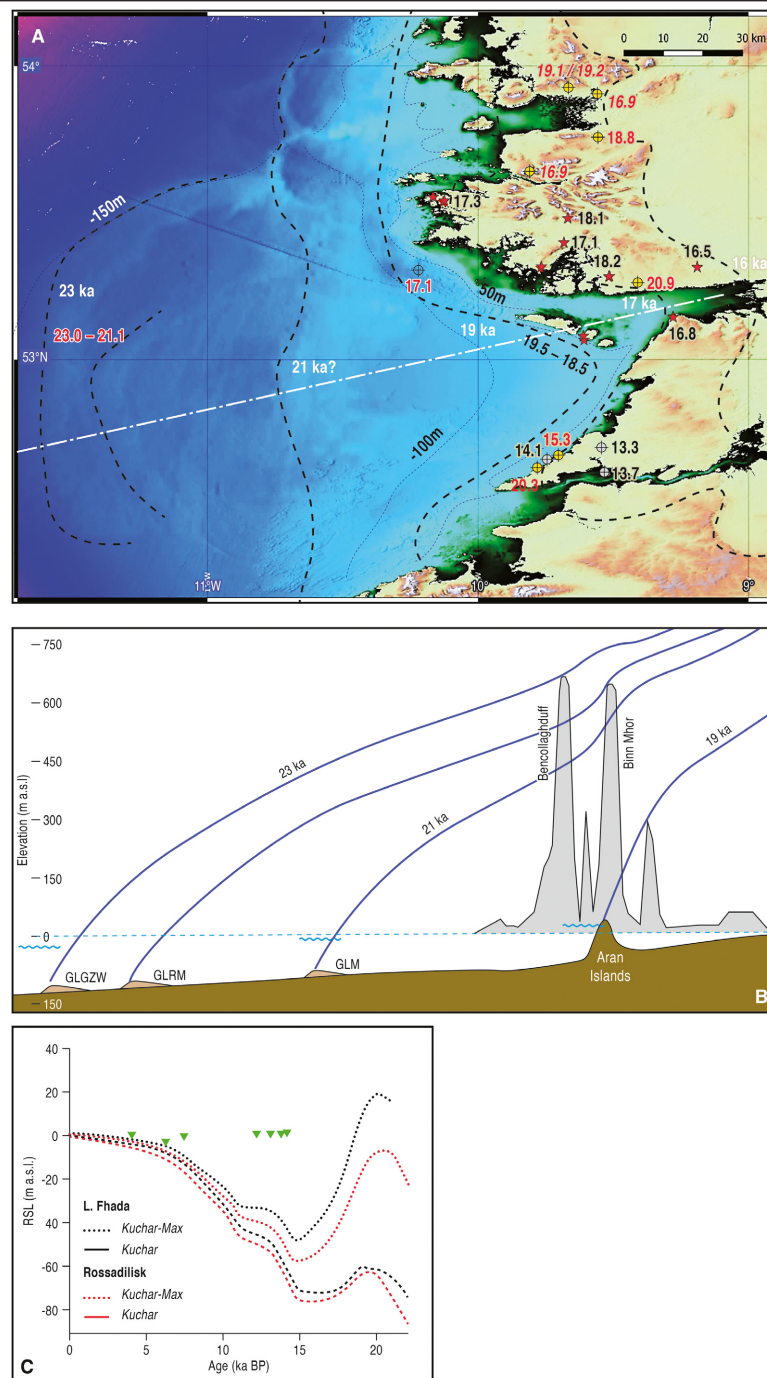 A
0 10 20 30 km
54°
19.1 / 19.2
16.9
18.8
16.9
17.3
-150m
18.1
17.1
18.2
16.5
16 ka
23 ka
17.1
20.9
50m
17 ka
23.0 – 21.1
19 ka
16.8
53°N
19.5 – 18.5
21 ka?
-100m
14.1
15.3
13.3
20.3
13.7
11°W
10°
9°
750
600
450
300
150
0
150
Elevation (m a.s.l)
23 ka
21 ka
19 ka
Bencollaghduff
Binn Mhor
GLGZW
GLRM
GLM
Aran
Islands
B
40
20
0
-20
-40
-60
-80
RSL (m a.s.l.)
L. Fhada
Kuchar-Max
Kuchar
Rossadilisk
Kuchar-Max
Kuchar
0 5 10 15 20
Age (ka BP)
C